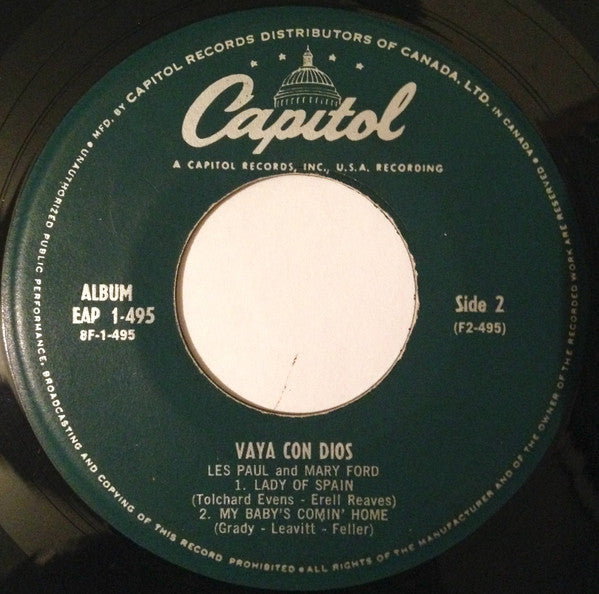 MFD. BY CAPITOL RECORDS DISTRIBUTORS OF CANADA, LTD. IN CANADA • ALL RIGHTS OF THE MANUFACTURER AND OF THE OWNER OF THE RECORDED WORK ARE RESERVED •
UNAUTHORIZED PUBLIC PERFORMANCE, BROADCASTING AND COPYING OF THIS RECORD PROHIBITED •
Capitol
A CAPITOL RECORDS, INC., U.S.A. RECORDING
ALBUM
EAP 1-495
8F-1-495
Side 2
(F2-495)
VAYA CON DIOS
LES PAUL and MARY FORD
1. LADY OF SPAIN
(Tolchard Evens - Erell Reaves)
2. MY BABY'S COMIN' HOME
(Grady - Leavitt - Feller)